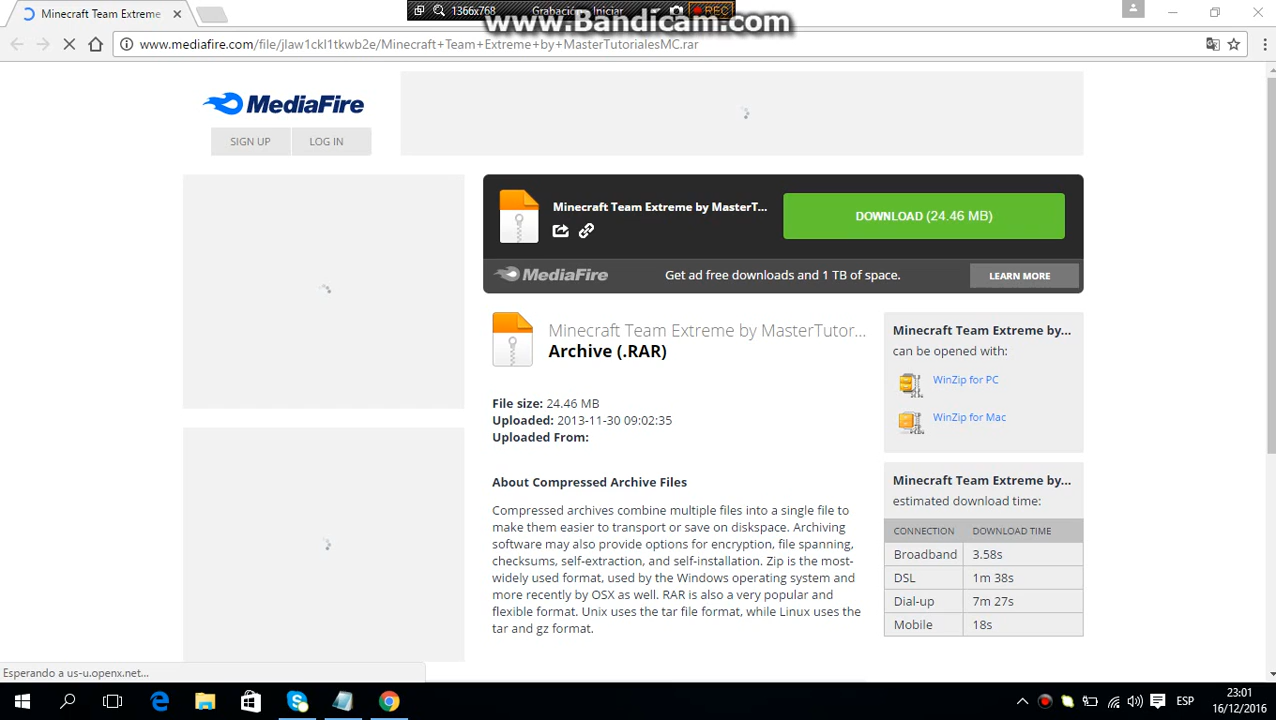 Minecraft Team Extreme
1366x768
Grabación
Iniciar
REC
www.Bandicam.com
www.mediafire.com/file/jlaw1ckl1tkwb2e/Minecraft+Team+Extreme+by+MasterTutorialesMC.rar
MediaFire
SIGN UP
LOG IN
Minecraft Team Extreme by MasterT...
DOWNLOAD (24.46 MB)
MediaFire
Get ad free downloads and 1 TB of space.
LEARN MORE
Minecraft Team Extreme by MasterTutor...
Archive (.RAR)
File size: 24.46 MB
Uploaded: 2013-11-30 09:02:35
Uploaded From:
About Compressed Archive Files
Compressed archives combine multiple files into a single file to
make them easier to transport or save on diskspace. Archiving
software may also provide options for encryption, file spanning,
checksums, self-extraction, and self-installation. Zip is the most-
widely used format, used by the Windows operating system and
more recently by OSX as well. RAR is also a very popular and
flexible format. Unix uses the tar file format, while Linux uses the
tar and gz format.
Minecraft Team Extreme by...
can be opened with:
WinZip for PC
WinZip for Mac
Minecraft Team Extreme by...
estimated download time:
CONNECTION DOWNLOAD TIME
Broadband 3.58s
DSL 1m 38s
Dial-up 7m 27s
Mobile 18s
Esperando a us-u.openx.net...
ESP
23:01
16/12/2016